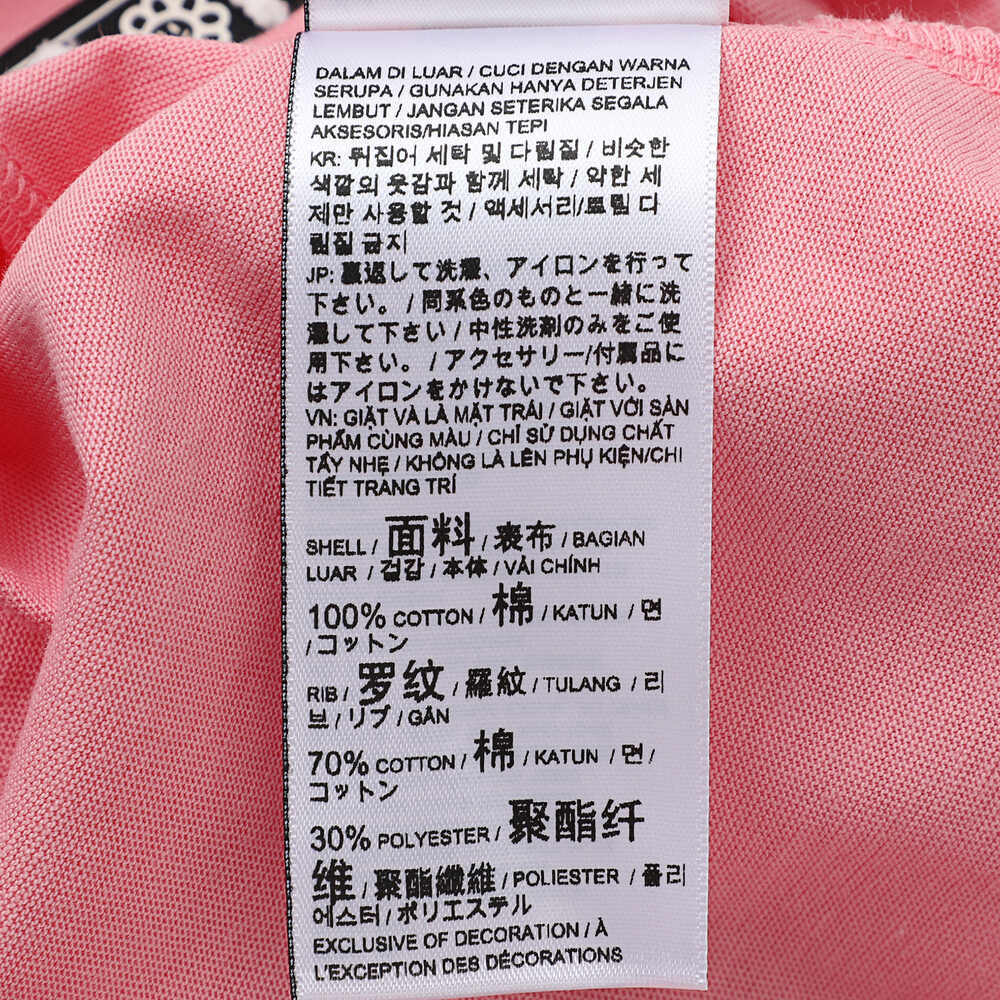 DALAM DI LUAR / CUCI DENGAN WARNA
SERUPA / GUNAKAN HANYA DETERJEN
LEMBUT / JANGAN SETERIKA SEGALA
AKSESORIS/HIASAN TEPI
KR:뒤집어 세탁 및 다림질 / 비슷한
색깔의 옷감과 함께 세탁 / 약한 세
제만 사용할 것 / 액세서리/트림 다
림질 금지
JP: 裏返して洗濯、アイロンを行って
下さい。 / 同系色のものと一緒に洗
濯して下さい / 中性洗剤のみをご使
用下さい。 / アクセサリー/付属品に
はアイロンをかけないで下さい。
VN: GIẶT VÀ LÀ MẶT TRÁI / GIẶT VỚI SẢN
PHẨM CÙNG MÀU / CHỈ SỬ DỤNG CHẤT
TẨY NHẸ / KHÔNG LÀ LÊN PHỤ KIỆN/CHI
TIẾT TRANG TRÍ
SHELL / 面料 / 表布 / BAGIAN
LUAR / 겉감 / 本体 / VẢI CHÍNH
100% COTTON / 棉 / KATUN / 면
/ コットン
RIB / 罗纹 / 羅紋 / TULANG / 리
브 / リブ / GÂN
70% COTTON / 棉 / KATUN / 면 /
コットン
30% POLYESTER / 聚酯纤
维 / 聚酯纖維 / POLIESTER / 폴리
에스터 / ポリエステル
EXCLUSIVE OF DECORATION / À
L'EXCEPTION DES DÉCORATIONS